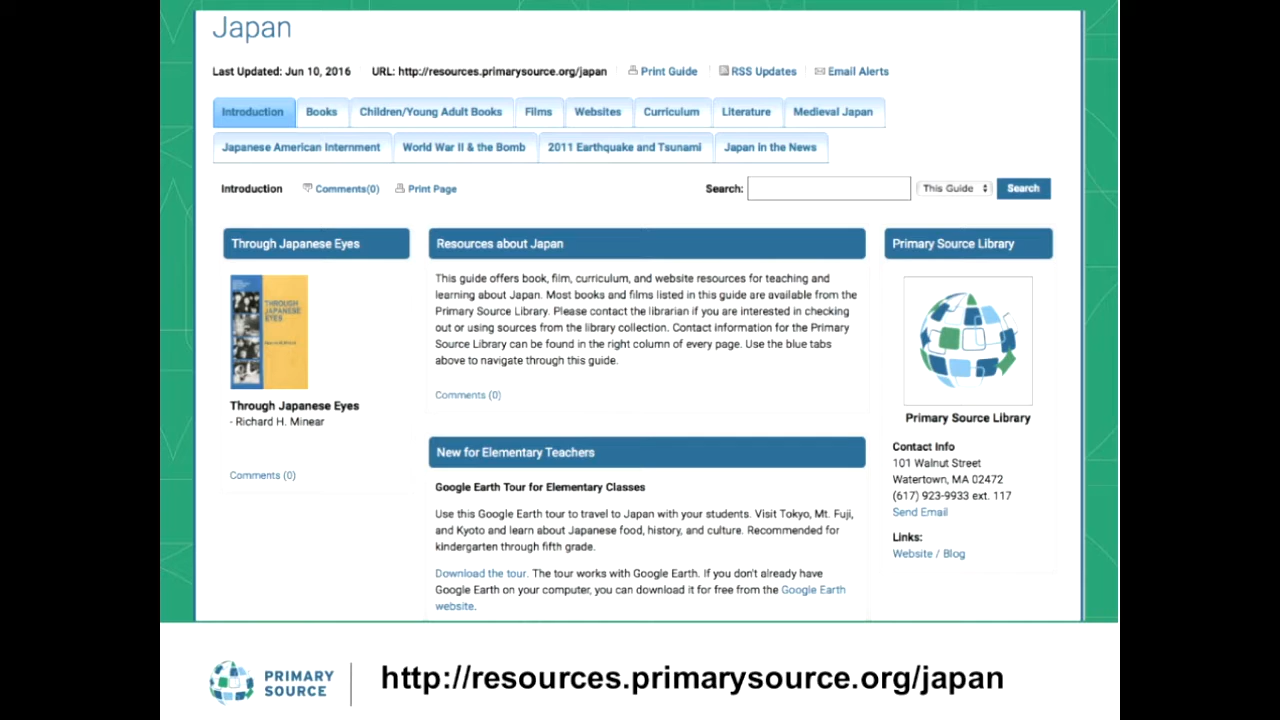 Japan
Last Updated: Jun 10, 2016 URL: http://resources.primarysource.org/japan Print Guide RSS Updates Email Alerts
Introduction Books Children/Young Adult Books Films Websites Curriculum Literature Medieval Japan
Japanese American Internment World War II & the Bomb 2011 Earthquake and Tsunami Japan in the News
Introduction Comments(0) Print Page Search: This Guide Search
Through Japanese Eyes
THROUGH
JAPANESE
EYES
Through Japanese Eyes
- Richard H. Minear
Comments (0)
Resources about Japan
This guide offers book, film, curriculum, and website resources for teaching and
learning about Japan. Most books and films listed in this guide are available from the
Primary Source Library. Please contact the librarian if you are interested in checking
out or using sources from the library collection. Contact information for the Primary
Source Library can be found in the right column of every page. Use the blue tabs
above to navigate through this guide.
Comments (0)
New for Elementary Teachers
Google Earth Tour for Elementary Classes
Use this Google Earth tour to travel to Japan with your students. Visit Tokyo, Mt. Fuji,
and Kyoto and learn about Japanese food, history, and culture. Recommended for
kindergarten through fifth grade.
Download the tour. The tour works with Google Earth. If you don't already have
Google Earth on your computer, you can download it for free from the Google Earth
website.
Primary Source Library
Primary Source Library
Contact Info
101 Walnut Street
Watertown, MA 02472
(617) 923-9933 ext. 117
Send Email
Links:
Website / Blog
PRIMARY
SOURCE
http://resources.primarysource.org/japan